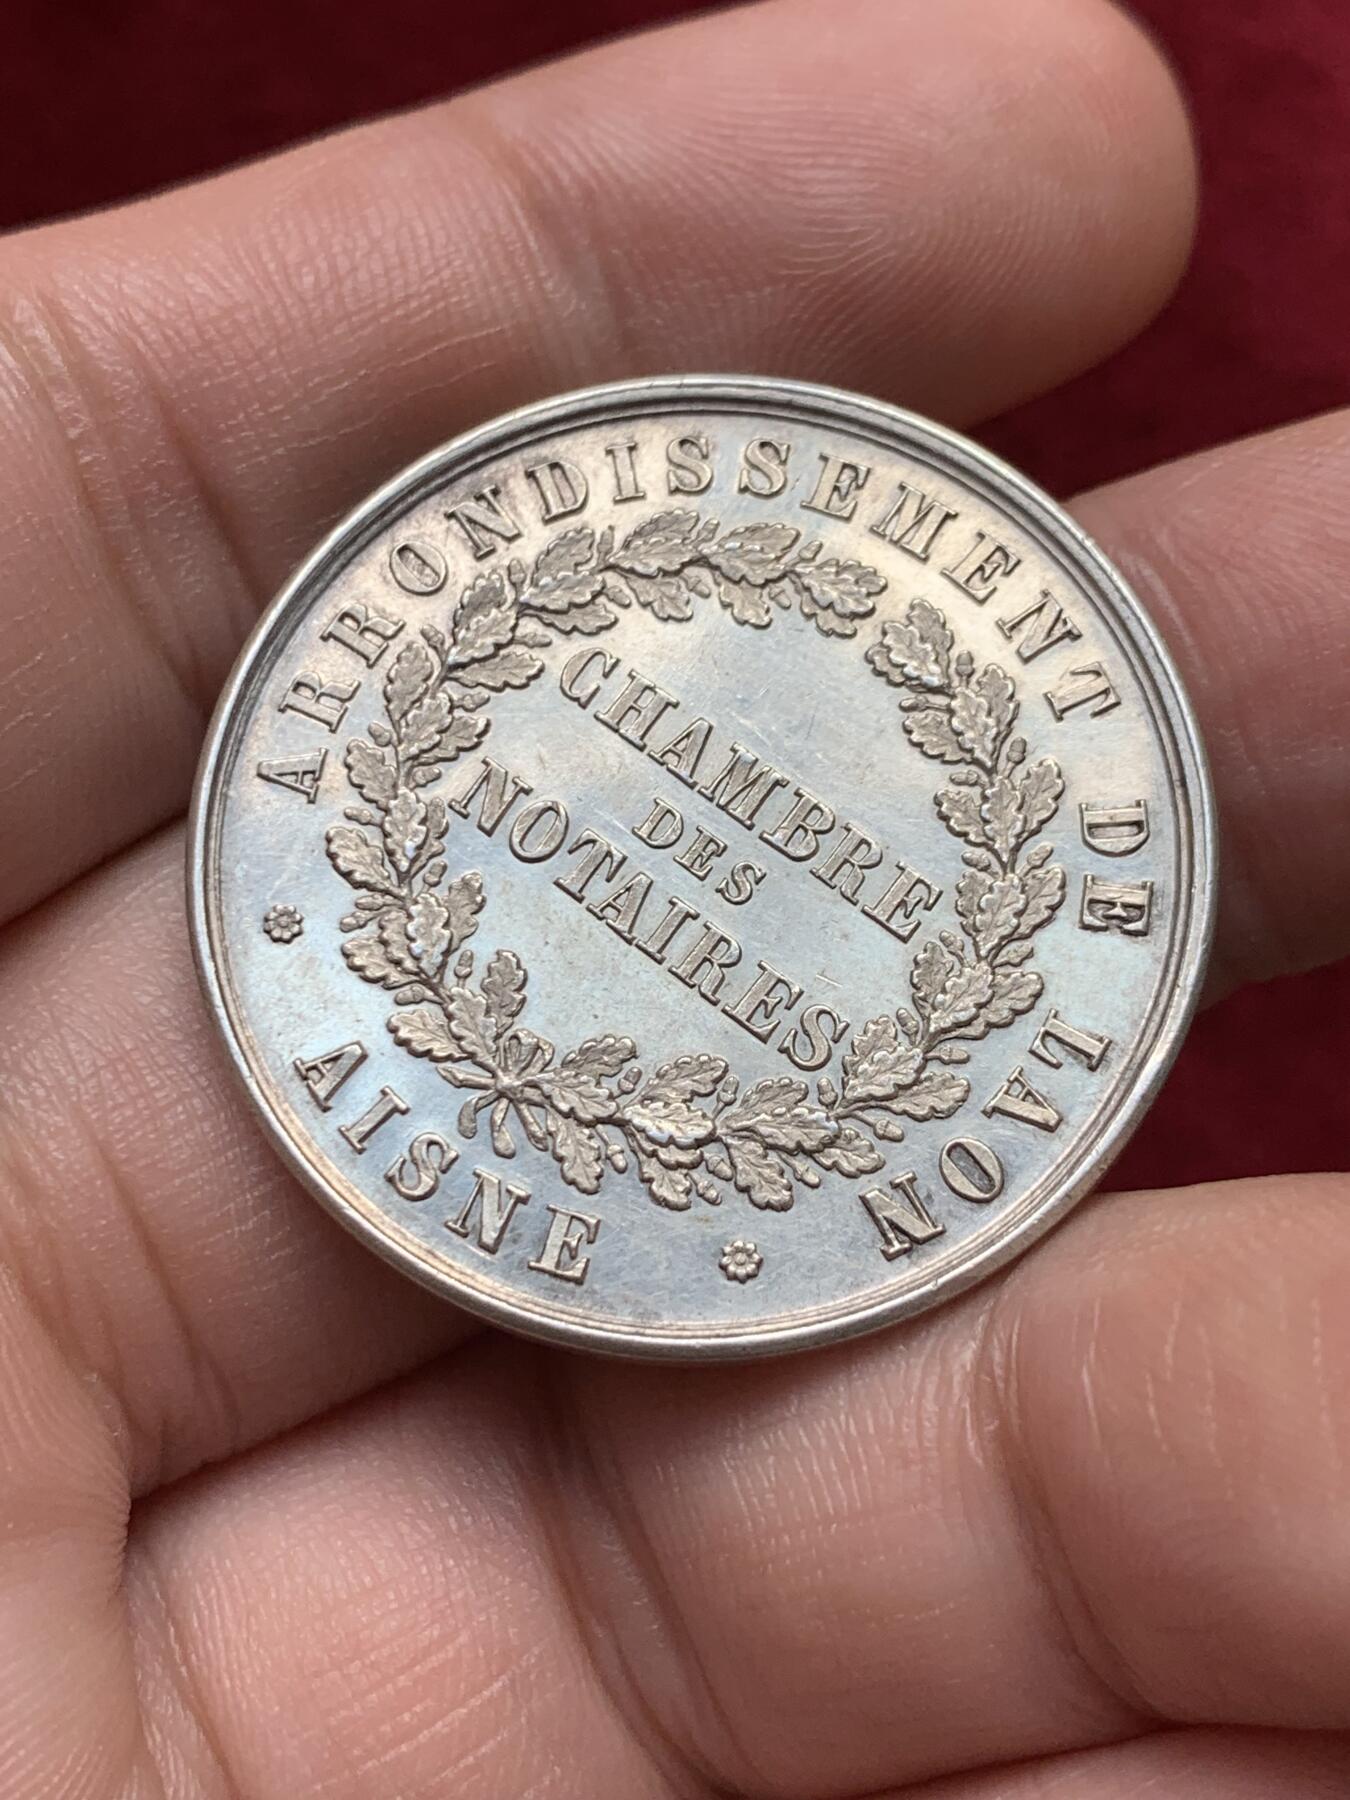 ARRONDISSEMENT DE LAON
CHAMBRE
DES
NOTAIRES
AISNE